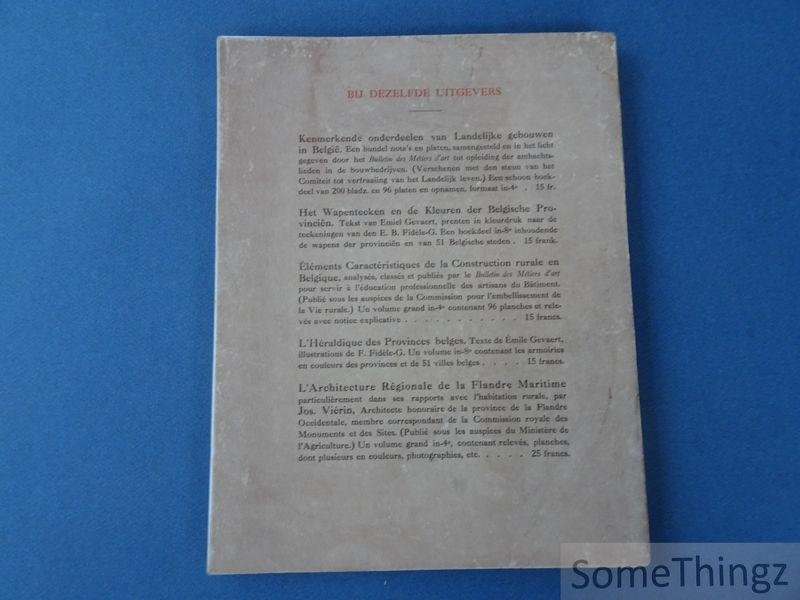 BIJ DEZELFDE UITGEVERS
Kenmerkende onderdeelen van Landelijke gebouwen
in België. Een bundel nota's en platen, samengesteld en in het licht
gegeven door het Bulletin des Métiers d'art tot opleiding der ambachts-
lieden in de bouwbedrijven. (Verschenen met den steun van het
Comiteit tot verfraaiing van het Landelijk leven.) Een schoon boek-
deel van 200 bladz. en 96 platen en opnamen, formaat in-4º . 15 fr.
Het Wapenteeken en de Kleuren der Belgische Pro-
vinciën. Tekst van Emiel Gevaert, prenten in kleurdruk naar de
teekeningen van den E. B. Fidèle-G. Een boekdeel in-8º inhoudende
de wapens der provinciën en van 51 Belgische steden . 15 frank.
Éléments Caractéristiques de la Construction rurale en
Belgique, analysés, classés et publiés par le Bulletin des Métiers d'art
pour servir à l'éducation professionnelle des artisans du Bâtiment.
(Publié sous les auspices de la Commission pour l'embellissement de
la Vie rurale.) Un volume grand in-4º contenant 96 planches et rele-
vés avec notice explicative . . . . . . . . . . . 15 francs.
L'Héraldique des Provinces belges. Texte de Émile Gevaert,
illustrations de F. Fidèle-G. Un volume in-8º contenant les armoiries
en couleurs des provinces et de 51 villes belges . . . . 15 francs.
L'Architecture Régionale de la Flandre Maritime
particulièrement dans ses rapports avec l'habitation rurale, par
Jos. Viérin, Architecte honoraire de la province de la Flandre
Occidentale, membre correspondant de la Commission royale des
Monuments et des Sites. (Publié sous les auspices du Ministère de
l'Agriculture.) Un volume grand in-4º, contenant relevés, planches,
dont plusieurs en couleurs, photographies, etc. . . . . 25 francs.
SomeThingz